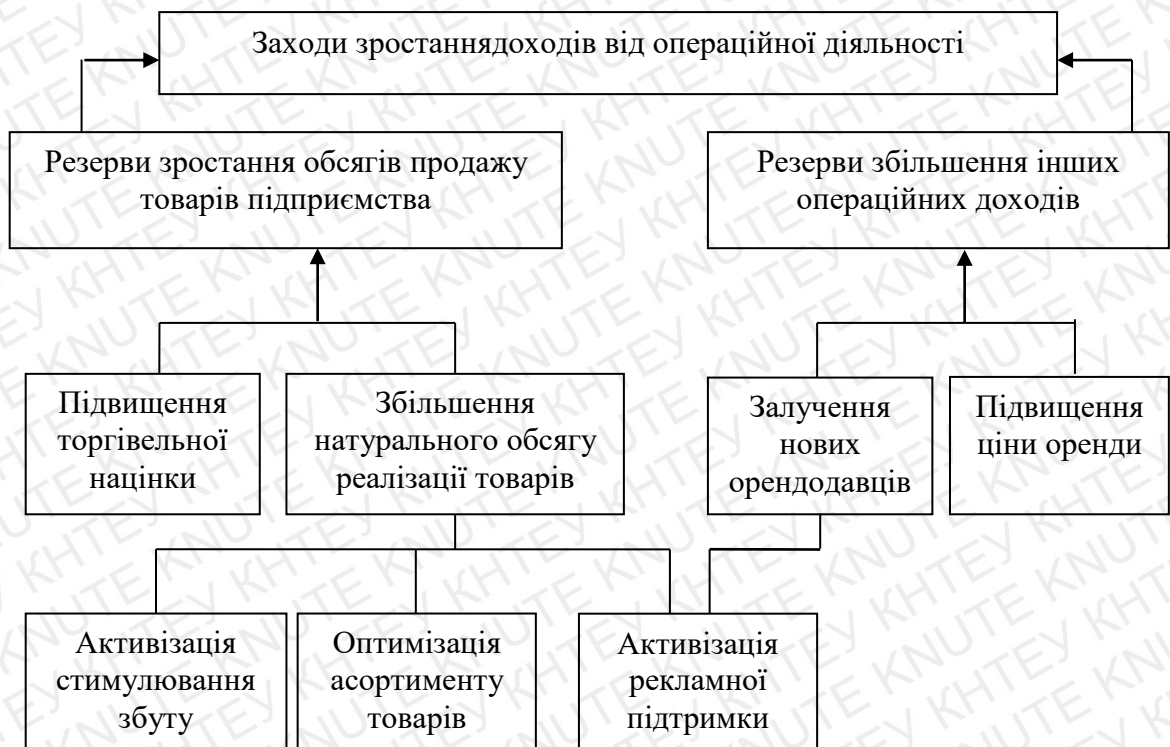 Заходи зростаннядоходів від операційної діяльності
Резерви зростання обсягів продажу
товарів підприємства
Резерви збільшення інших
операційних доходів
Підвищення
торгівельної
націнки
Збільшення
натурального обсягу
реалізації товарів
Залучення
нових
орендодавців
Підвищення
ціни оренди
Активізація
стимулювання
збуту
Оптимізація
асортименту
товарів
Активізація
рекламної
підтримки